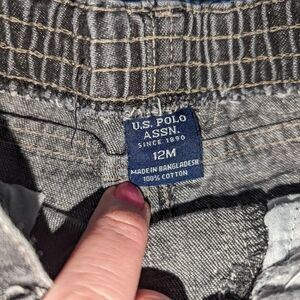 U.S. POLO
ASSN.
SINCE 1890
12M
MADE IN BANGLADESH
100% COTTON